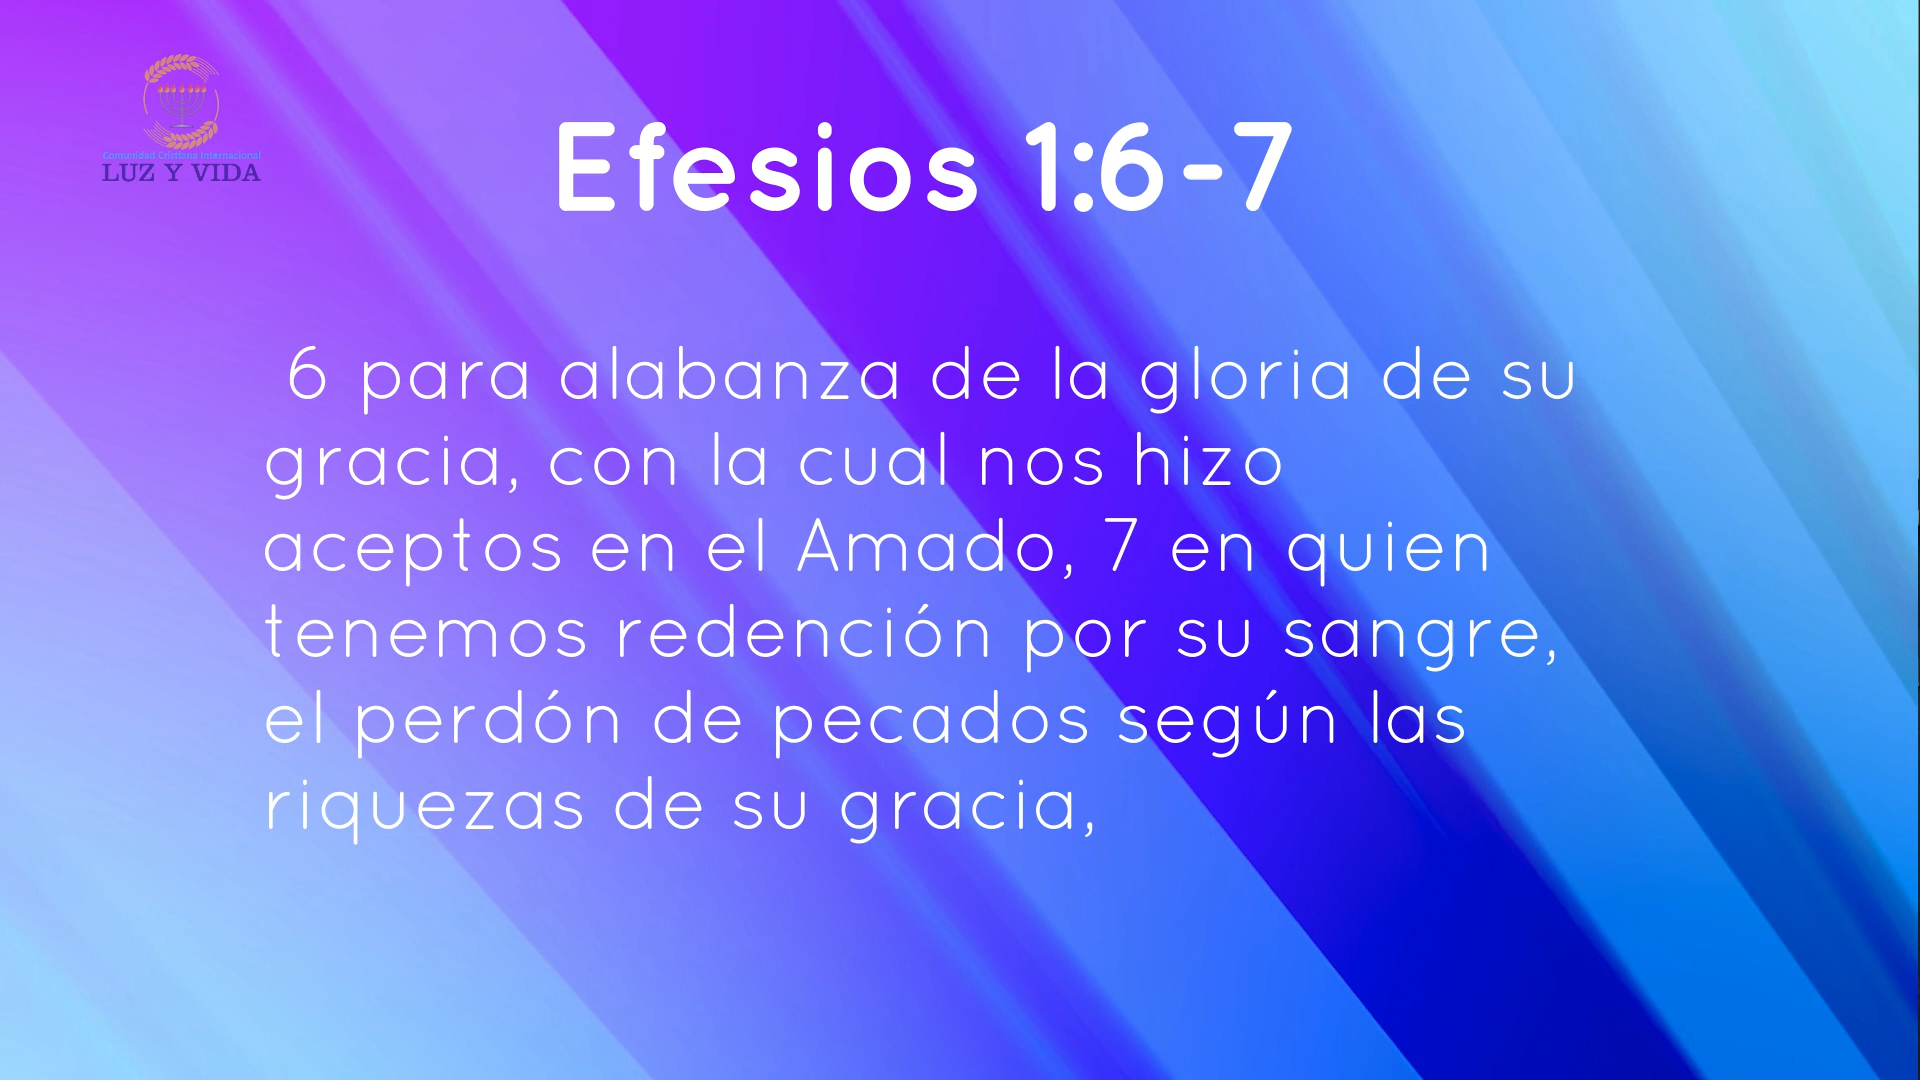 Comunidad Cristiana Internacional
LUZ Y VIDA
Efesios 1:6-7
6 para alabanza de la gloria de su
gracia, con la cual nos hizo
aceptos en el Amado, 7 en quien
tenemos redención por su sangre,
el perdón de pecados según las
riquezas de su gracia,